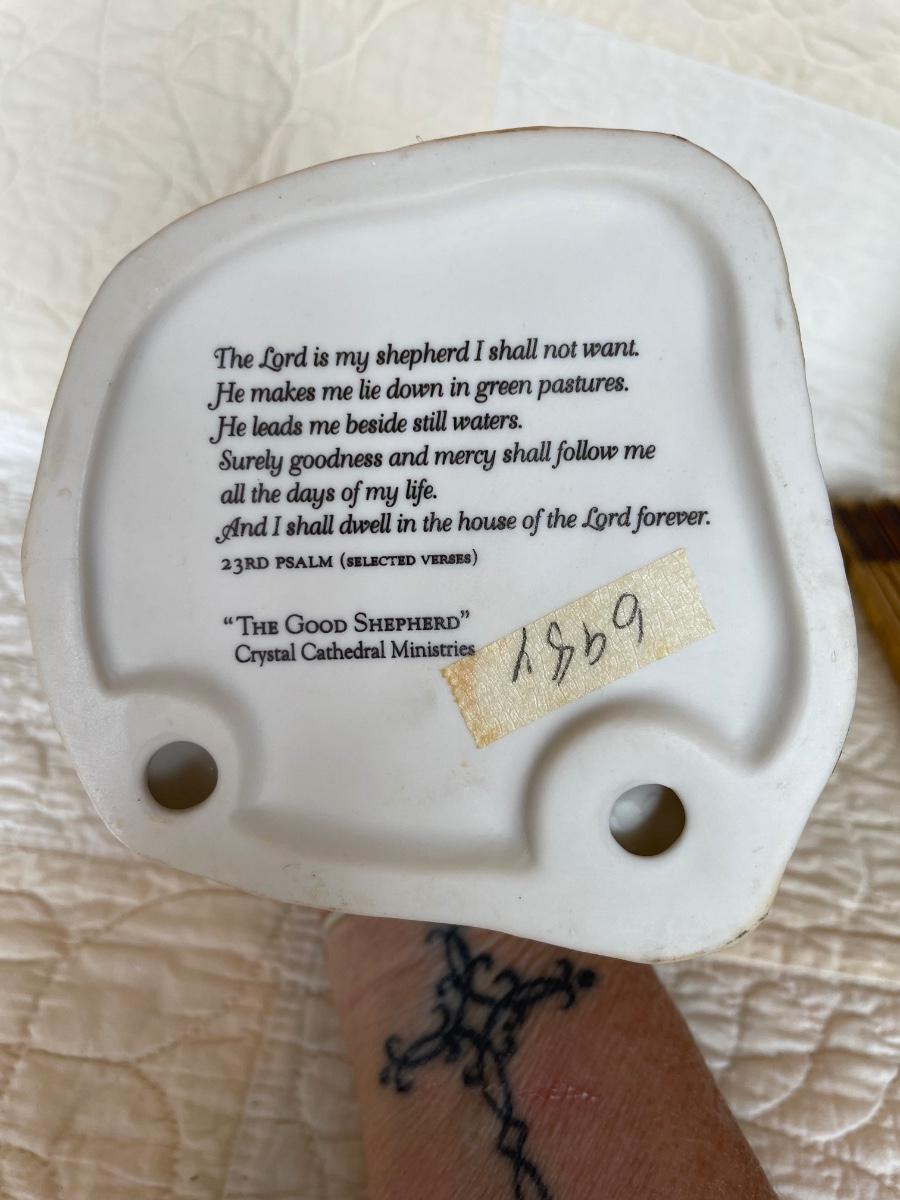 The Lord is my shepherd I shall not want.
He makes me lie down in green pastures.
He leads me beside still waters.
Surely goodness and mercy shall follow me
all the days of my life.
And I shall dwell in the house of the Lord forever.
23RD PSALM (SELECTED VERSES)
“THE GOOD SHEPHERD”
Crystal Cathedral Ministries